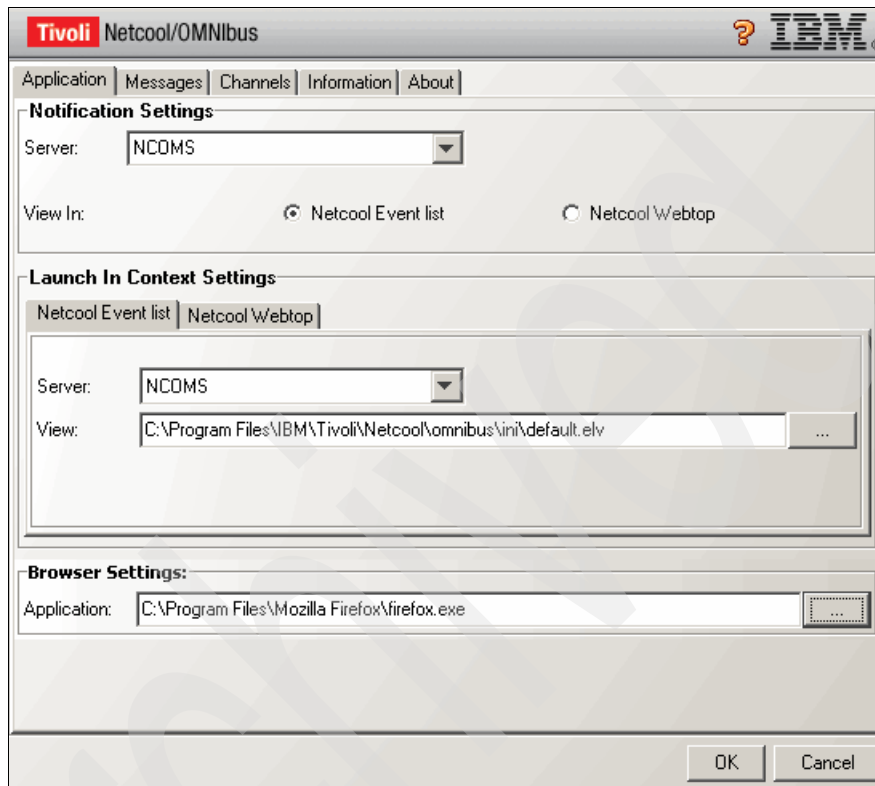 Tivoli Netcool/OMNIbus ? IBM
Application Messages Channels Information About
Notification Settings
Server: NCOMS
View In: Netcool Event list Netcool Webtop
Launch In Context Settings
Netcool Event list Netcool Webtop
Server: NCOMS
View: C:\Program Files\IBM\Tivoli\Netcool\omnibus\ini\default.elv ...
Browser Settings:
Application: C:\Program Files\Mozilla Firefox\firefox.exe ...
OK Cancel